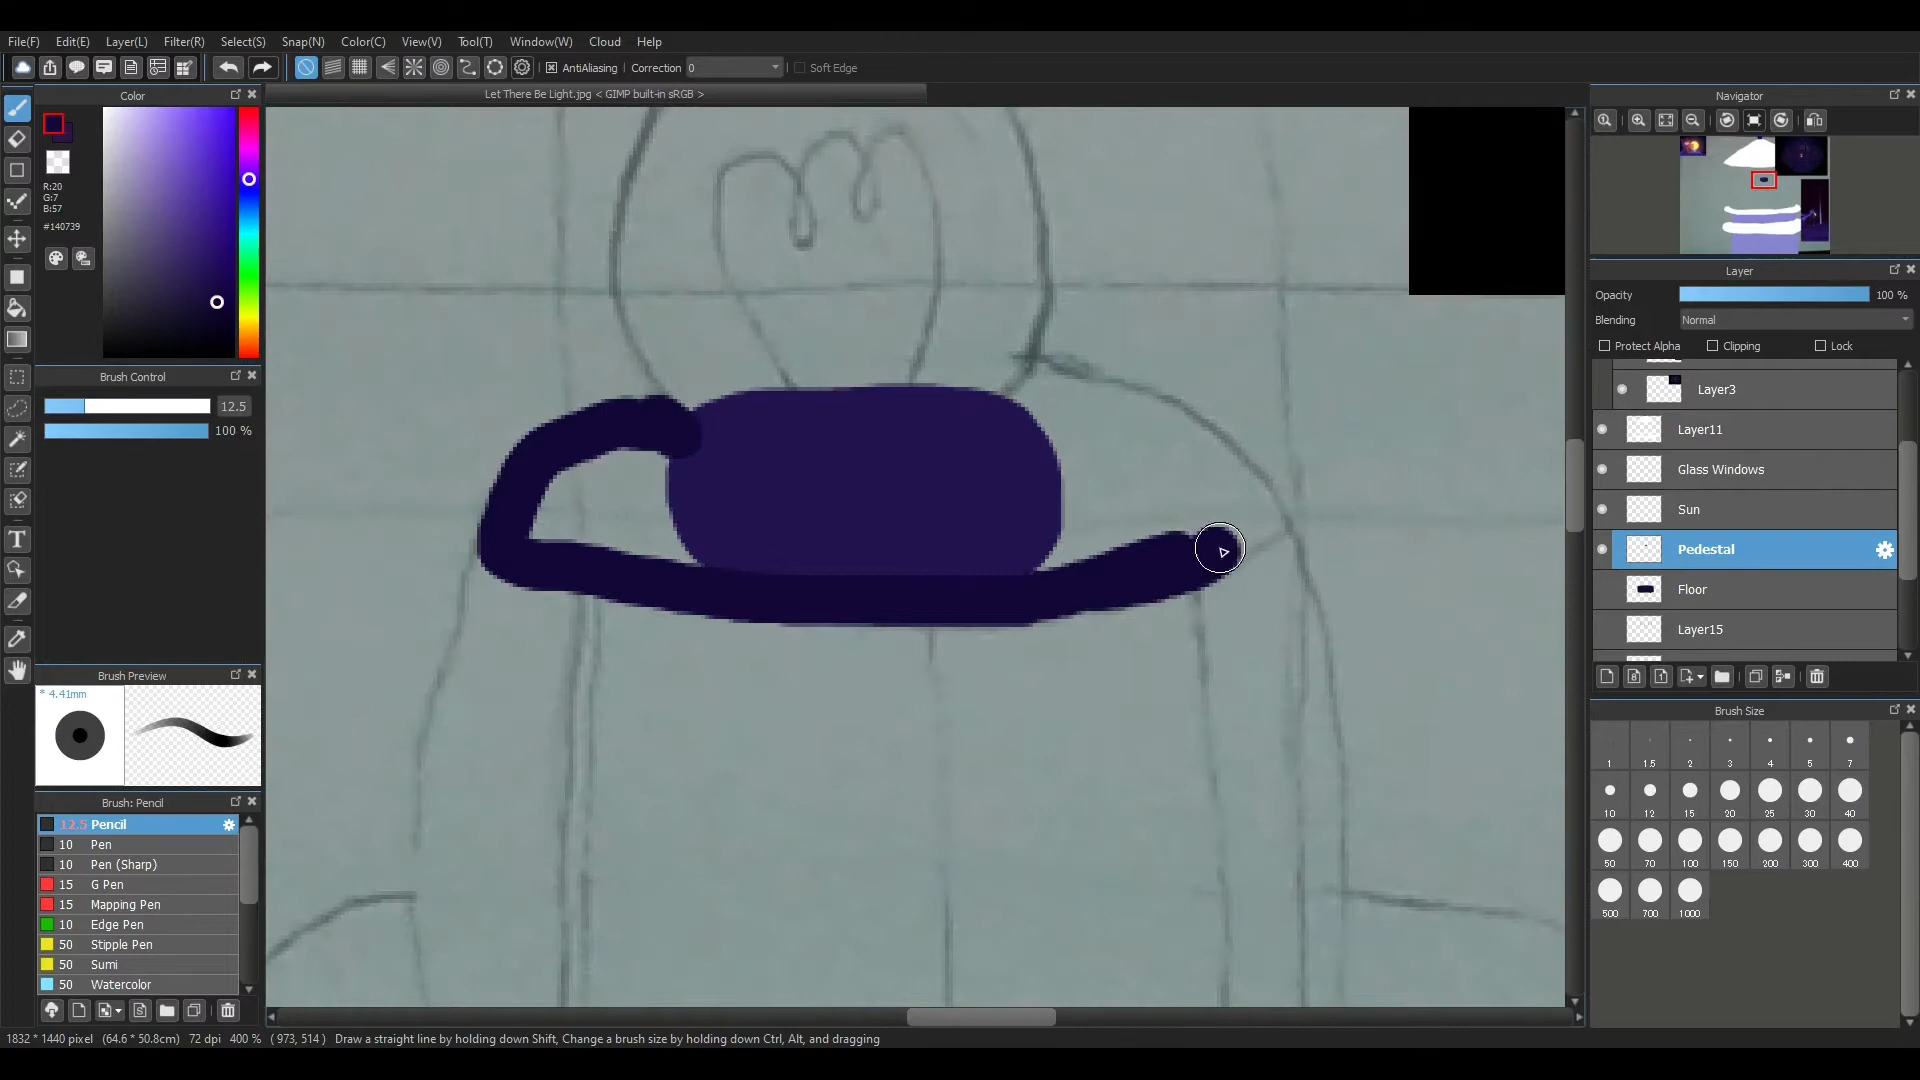 File(F) Edit(E) Layer(L) Filter(R) Select(S) Snap(N) Color(C) View(V) Tool(T) Window(W) Cloud Help
AntiAliasing Correction 0 Soft Edge
Color
Let There Be Light.jpg < GIMP built-in sRGB >
Navigator
R:20
G:7
B:57
#140739
Layer
Opacity 100 %
Blending Normal
Protect Alpha Clipping Lock
Brush Control
12.5
100 %
Layer3
Layer11
Glass Windows
Sun
Pedestal
Floor
Layer15
Brush Preview
* 4.41mm
Brush Size
1 1.5 2 3 4 5 7
10 12 15 20 25 30 40
50 70 100 150 200 300 400
500 700 1000
Brush: Pencil
12.5 Pencil
10 Pen
10 Pen (Sharp)
15 G Pen
15 Mapping Pen
10 Edge Pen
50 Stipple Pen
50 Sumi
50 Watercolor
1832 * 1440 pixel (64.6 * 50.8cm) 72 dpi 400 % ( 973, 514 ) Draw a straight line by holding down Shift, Change a brush size by holding down Ctrl, Alt, and dragging